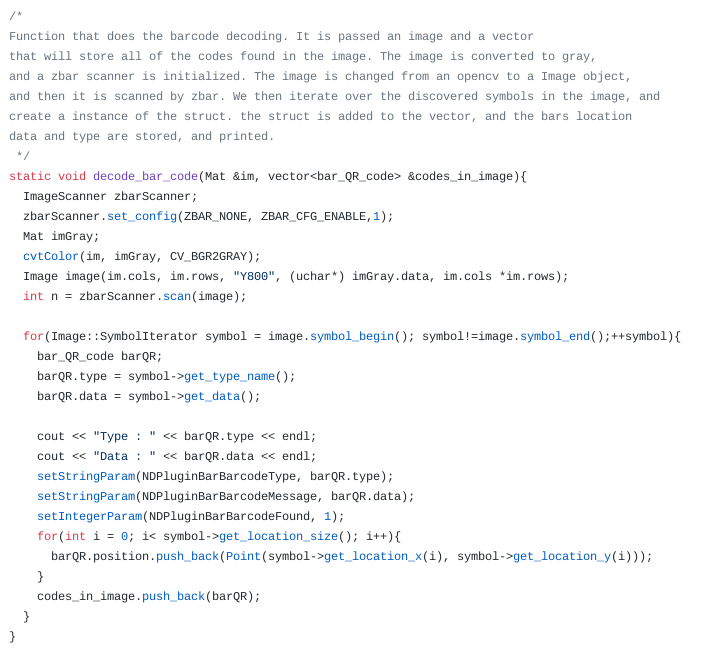 /*
Function that does the barcode decoding. It is passed an image and a vector
that will store all of the codes found in the image. The image is converted to gray,
and a zbar scanner is initialized. The image is changed from an opencv to a Image object,
and then it is scanned by zbar. We then iterate over the discovered symbols in the image, and
create a instance of the struct. the struct is added to the vector, and the bars location
data and type are stored, and printed.
 */
static void decode_bar_code(Mat &im, vector<bar_QR_code> &codes_in_image){
  ImageScanner zbarScanner;
  zbarScanner.set_config(ZBAR_NONE, ZBAR_CFG_ENABLE,1);
  Mat imGray;
  cvtColor(im, imGray, CV_BGR2GRAY);
  Image image(im.cols, im.rows, "Y800", (uchar*) imGray.data, im.cols *im.rows);
  int n = zbarScanner.scan(image);

  for(Image::SymbolIterator symbol = image.symbol_begin(); symbol!=image.symbol_end();++symbol){
    bar_QR_code barQR;
    barQR.type = symbol->get_type_name();
    barQR.data = symbol->get_data();

    cout << "Type : " << barQR.type << endl;
    cout << "Data : " << barQR.data << endl;
    setStringParam(NDPluginBarBarcodeType, barQR.type);
    setStringParam(NDPluginBarBarcodeMessage, barQR.data);
    setIntegerParam(NDPluginBarBarcodeFound, 1);
    for(int i = 0; i< symbol->get_location_size(); i++){
      barQR.position.push_back(Point(symbol->get_location_x(i), symbol->get_location_y(i)));
    }
    codes_in_image.push_back(barQR);
  }
}